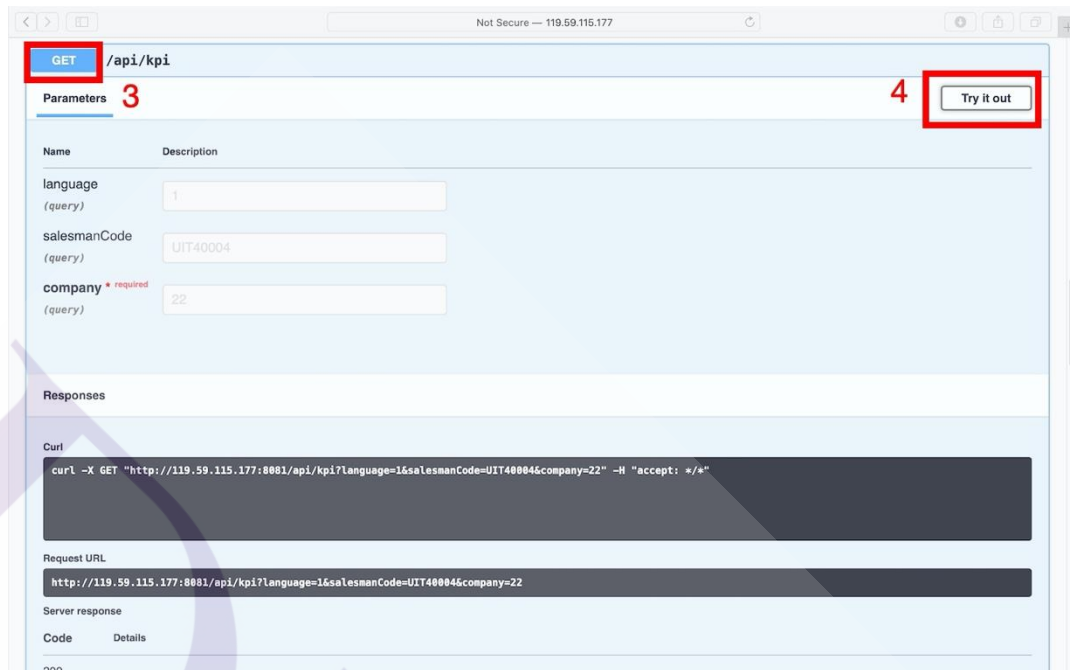 Not Secure — 119.59.115.177
GET /api/kpi
Parameters 3
4 Try it out
Name Description
language
(query)
1
salesmanCode
(query)
UIT40004
company * required
(query)
22
Responses
Curl
curl -X GET "http://119.59.115.177:8081/api/kpi?language=1&salesmanCode=UIT40004&company=22" -H "accept: */*"
Request URL
http://119.59.115.177:8081/api/kpi?language=1&salesmanCode=UIT40004&company=22
Server response
Code Details